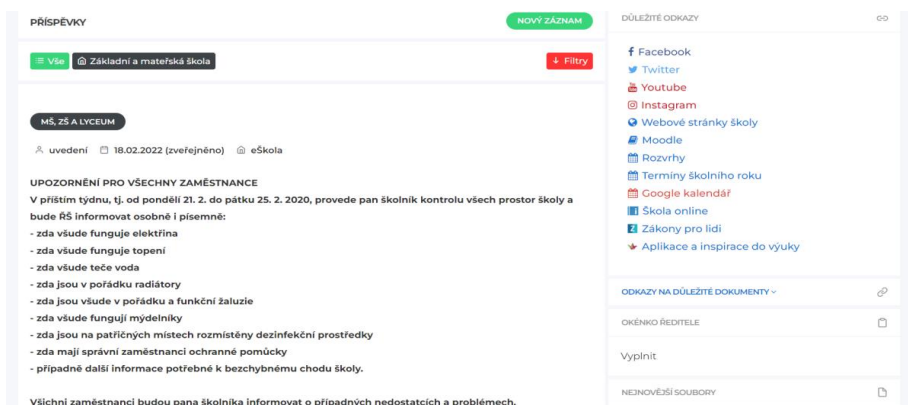 PŘÍSPĚVKY
NOVÝ ZÁZNAM
Vše
Základní a mateřská škola
Filtry
MŠ, ZŠ A LYCEUM
uvedení 18.02.2022 (zveřejněno) eŠkola
UPOZORNĚNÍ PRO VŠECHNY ZAMĚSTNANCE
V příštím týdnu, tj. od pondělí 21. 2. do pátku 25. 2. 2020, provede pan školník kontrolu všech prostor školy a
bude ŘŠ informovat osobně i písemně:
- zda všude funguje elektřina
- zda všude funguje topení
- zda všude teče voda
- zda jsou v pořádku radiátory
- zda jsou všude v pořádku a funkční žaluzie
- zda všude fungují mýdelníky
- zda jsou na patřičných místech rozmístěny dezinfekční prostředky
- zda mají správní zaměstnanci ochranné pomůcky
- případně další informace potřebné k bezchybnému chodu školy.
Všichni zaměstnanci budou pana školníka informovat o případných nedostatcích a problémech.
DŮLEŽITÉ ODKAZY
Facebook
Twitter
Youtube
Instagram
Webové stránky školy
Moodle
Rozvrhy
Termíny školního roku
Google kalendář
Škola online
Zákony pro lidi
Aplikace a inspirace do výuky
ODKAZY NA DŮLEŽITÉ DOKUMENTY
OKÉNKO ŘEDITELE
Vyplnit
NEJNOVĚJŠÍ SOUBORY